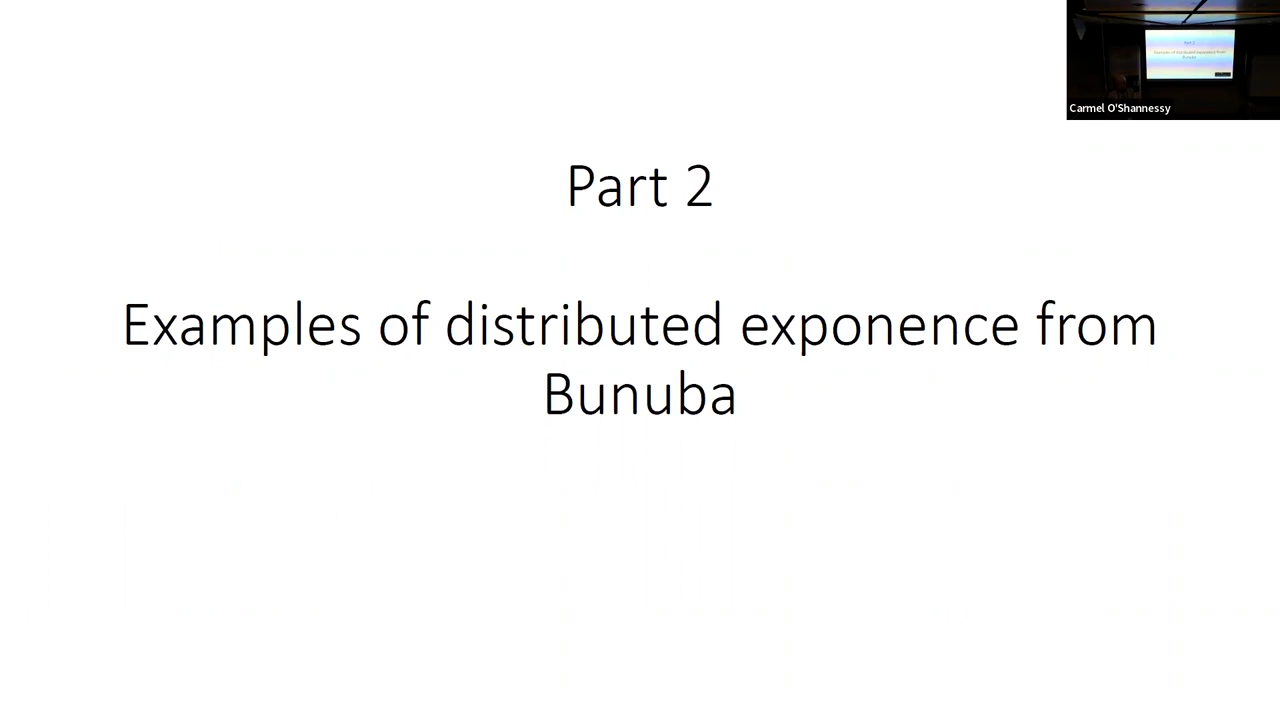 Carmel O'Shannessy
Part 2
Examples of distributed exponence from
Bunuba